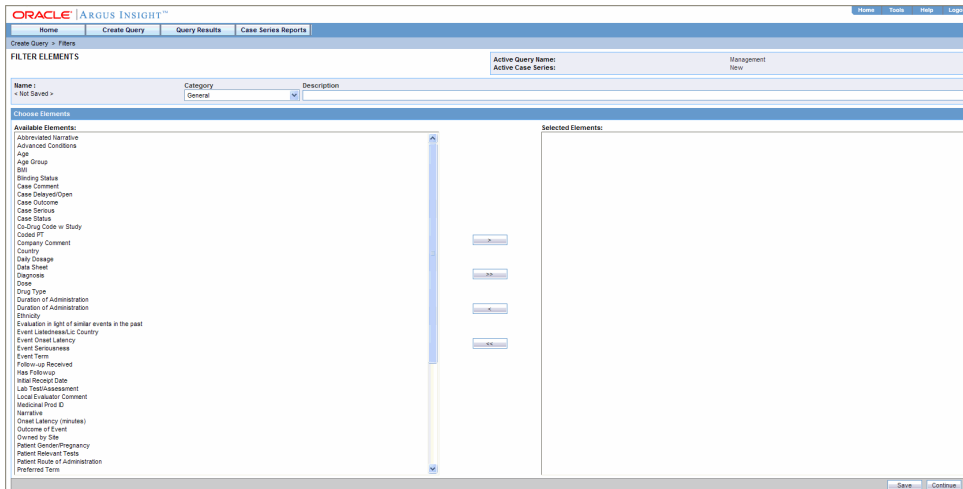 Home Tools Help Logo
ORACLE® ARGUS INSIGHT™
Home Create Query Query Results Case Series Reports
Create Query > Filters
FILTER ELEMENTS
Active Query Name: Management
Active Case Series: New
Name : Category Description
< Not Saved > General
Choose Elements
Available Elements: Selected Elements:
Abbreviated Narrative
Advanced Conditions
Age
Age Group
BMI
Blinding Status
Case Comment
Case Delayed/Open
Case Outcome
Case Serious
Case Status
Co-Drug Code w Study
Coded PT
Company Comment
Country
Daily Dosage
Data Sheet
Diagnosis
Dose
Drug Type
Duration of Administration
Duration of Administration
Ethnicity
Evaluation in light of similar events in the past
Event Listedness/Lic Country
Event Onset Latency
Event Seriousness
Event Term
Follow-up Received
Has Followup
Initial Receipt Date
Lab Test/Assessment
Local Evaluator Comment
Medicinal Prod ID
Narrative
Onset Latency (minutes)
Outcome of Event
Owned by Site
Patient Gender/Pregnancy
Patient Relevant Tests
Patient Route of Administration
Preferred Term
>
>>
<
<<
Save Continue